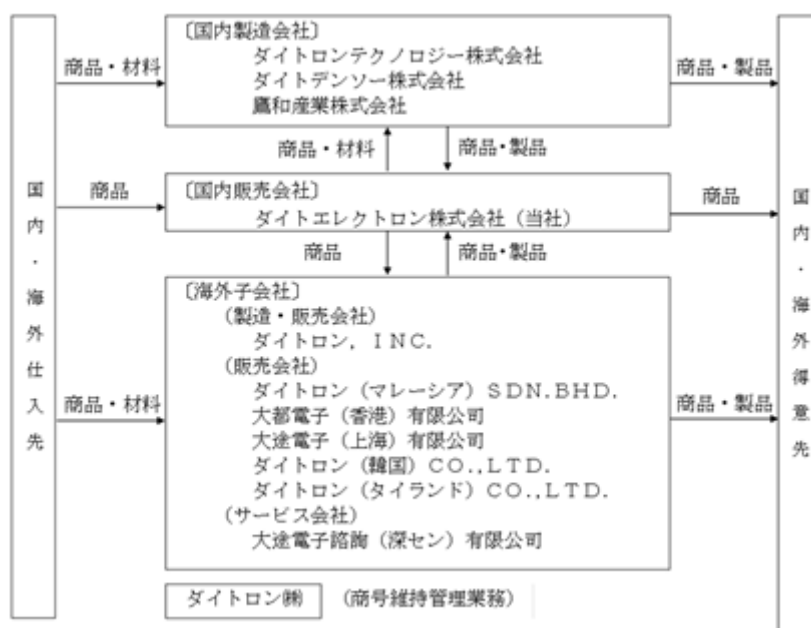 国内・海外仕入先
商品・材料
〔国内製造会社〕
ダイトロンテクノロジー株式会社
ダイトデンソー株式会社
鷹和産業株式会社
商品・製品
商品・材料
商品・製品
商品
〔国内販売会社〕
ダイトエレクトロン株式会社（当社）
商品
商品
商品・製品
商品・材料
〔海外子会社〕
（製造・販売会社）
ダイトロン，ＩＮＣ．
（販売会社）
ダイトロン（マレーシア）ＳＤＮ.ＢＨＤ.
大都電子（香港）有限公司
大途電子（上海）有限公司
ダイトロン（韓国）ＣＯ.,ＬＴＤ.
ダイトロン（タイランド）ＣＯ.,ＬＴＤ.
（サービス会社）
大途電子諮詢（深セン）有限公司
商品・製品
国内・海外得意先
ダイトロン㈱
（商号維持管理業務）